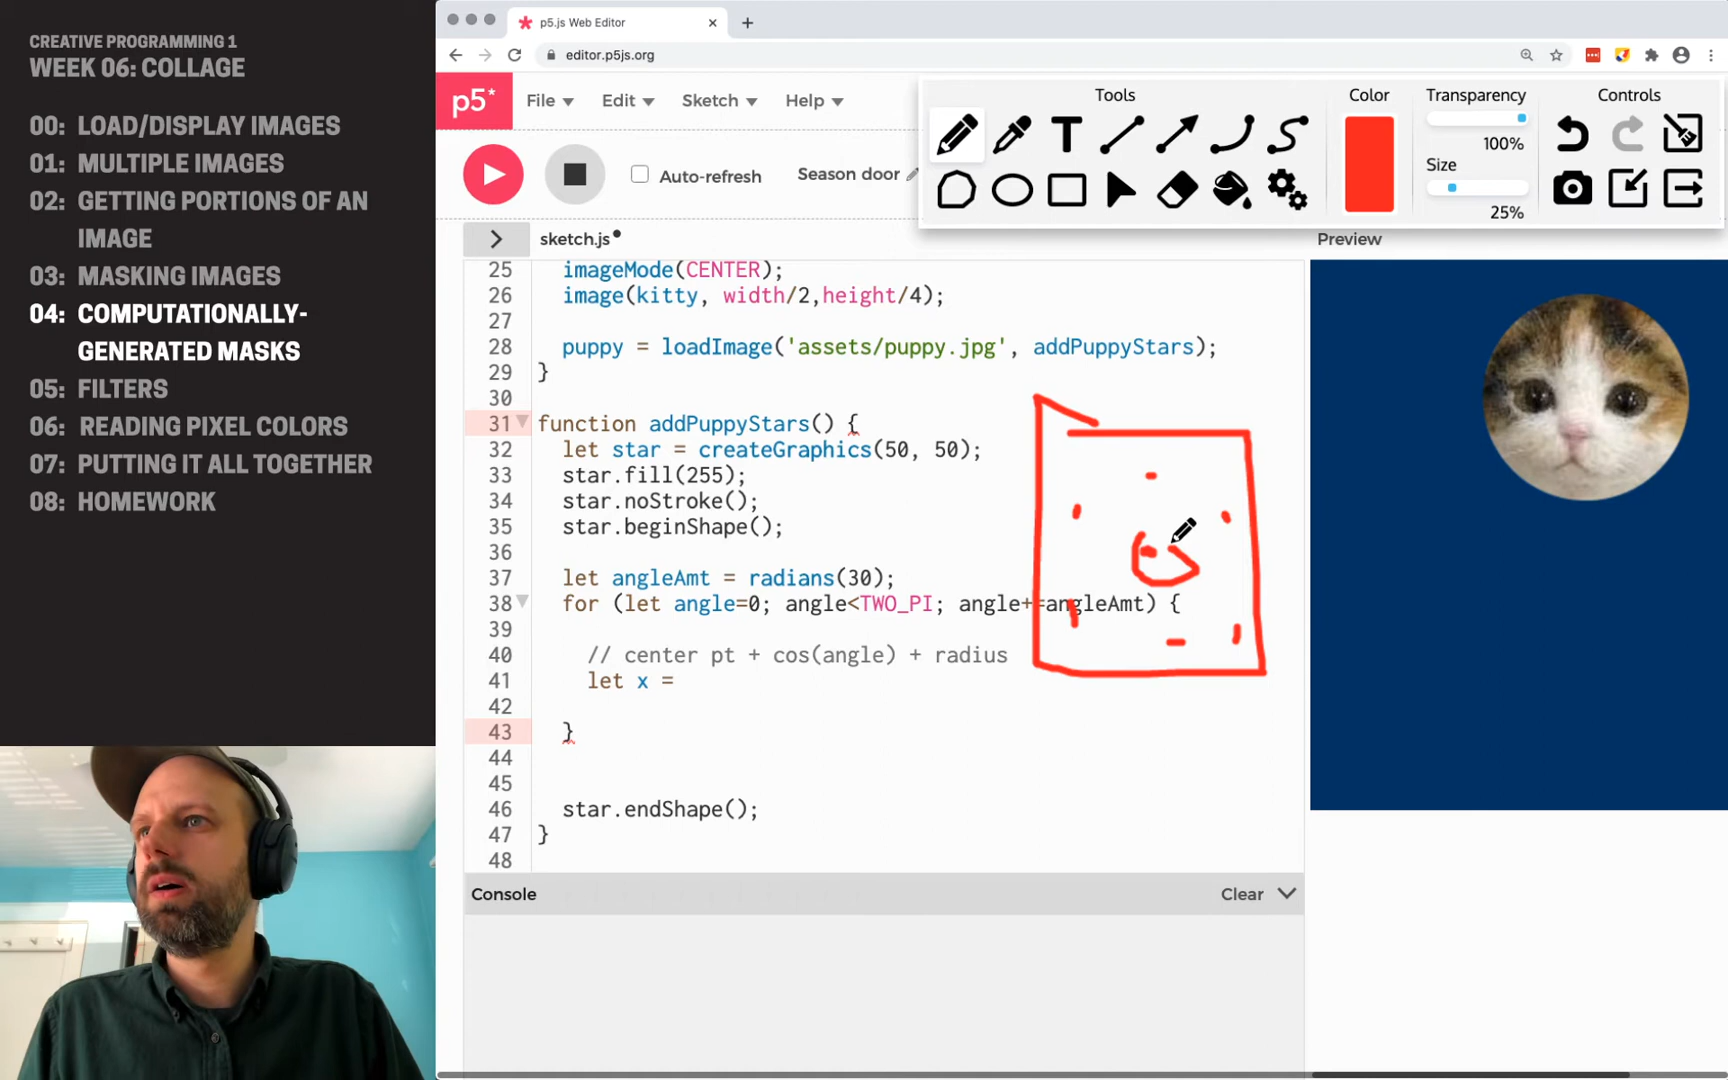 CREATIVE PROGRAMMING 1
WEEK 06: COLLAGE
00: LOAD/DISPLAY IMAGES
01: MULTIPLE IMAGES
02: GETTING PORTIONS OF AN
IMAGE
03: MASKING IMAGES
04: COMPUTATIONALLY-
GENERATED MASKS
05: FILTERS
06: READING PIXEL COLORS
07: PUTTING IT ALL TOGETHER
08: HOMEWORK
p5.js Web Editor
editor.p5js.org
p5*
File
Edit
Sketch
Help
Auto-refresh
Season door
Tools
Color
Transparency
100%
Size
25%
Controls
T
sketch.js
Preview
25 imageMode(CENTER);
26 image(kitty, width/2,height/4);
27
28 puppy = loadImage('assets/puppy.jpg', addPuppyStars);
29 }
30
31 function addPuppyStars() {
32 let star = createGraphics(50, 50);
33 star.fill(255);
34 star.noStroke();
35 star.beginShape();
36
37 let angleAmt = radians(30);
38 for (let angle=0; angle<TWO_PI; angle+=angleAmt) {
39
40 // center pt + cos(angle) + radius
41 let x =
42
43 }
44
45
46 star.endShape();
47 }
48
Console
Clear